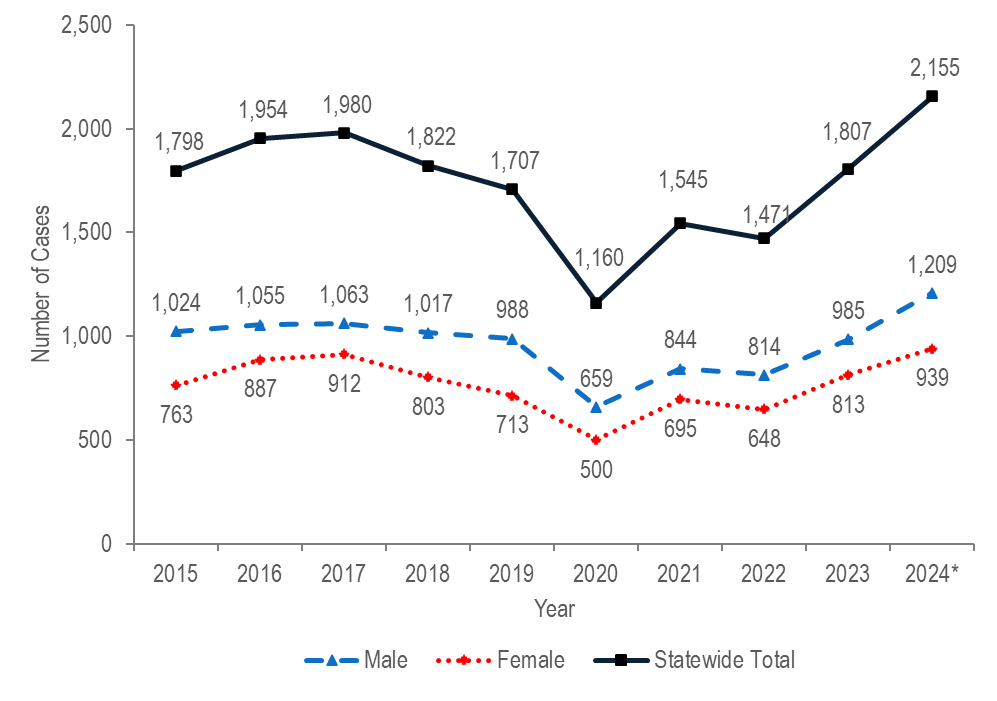 2,500
2,000
1,500
1,000
500
0
Number of Cases
1,798 1,954 1,980 1,822 1,707 1,160 1,545 1,471 1,807 2,155
1,024 1,055 1,063 1,017 988 659 844 814 985 1,209
763 887 912 803 713 500 695 648 813 939
2015 2016 2017 2018 2019 2020 2021 2022 2023 2024*
Year
Male Female Statewide Total